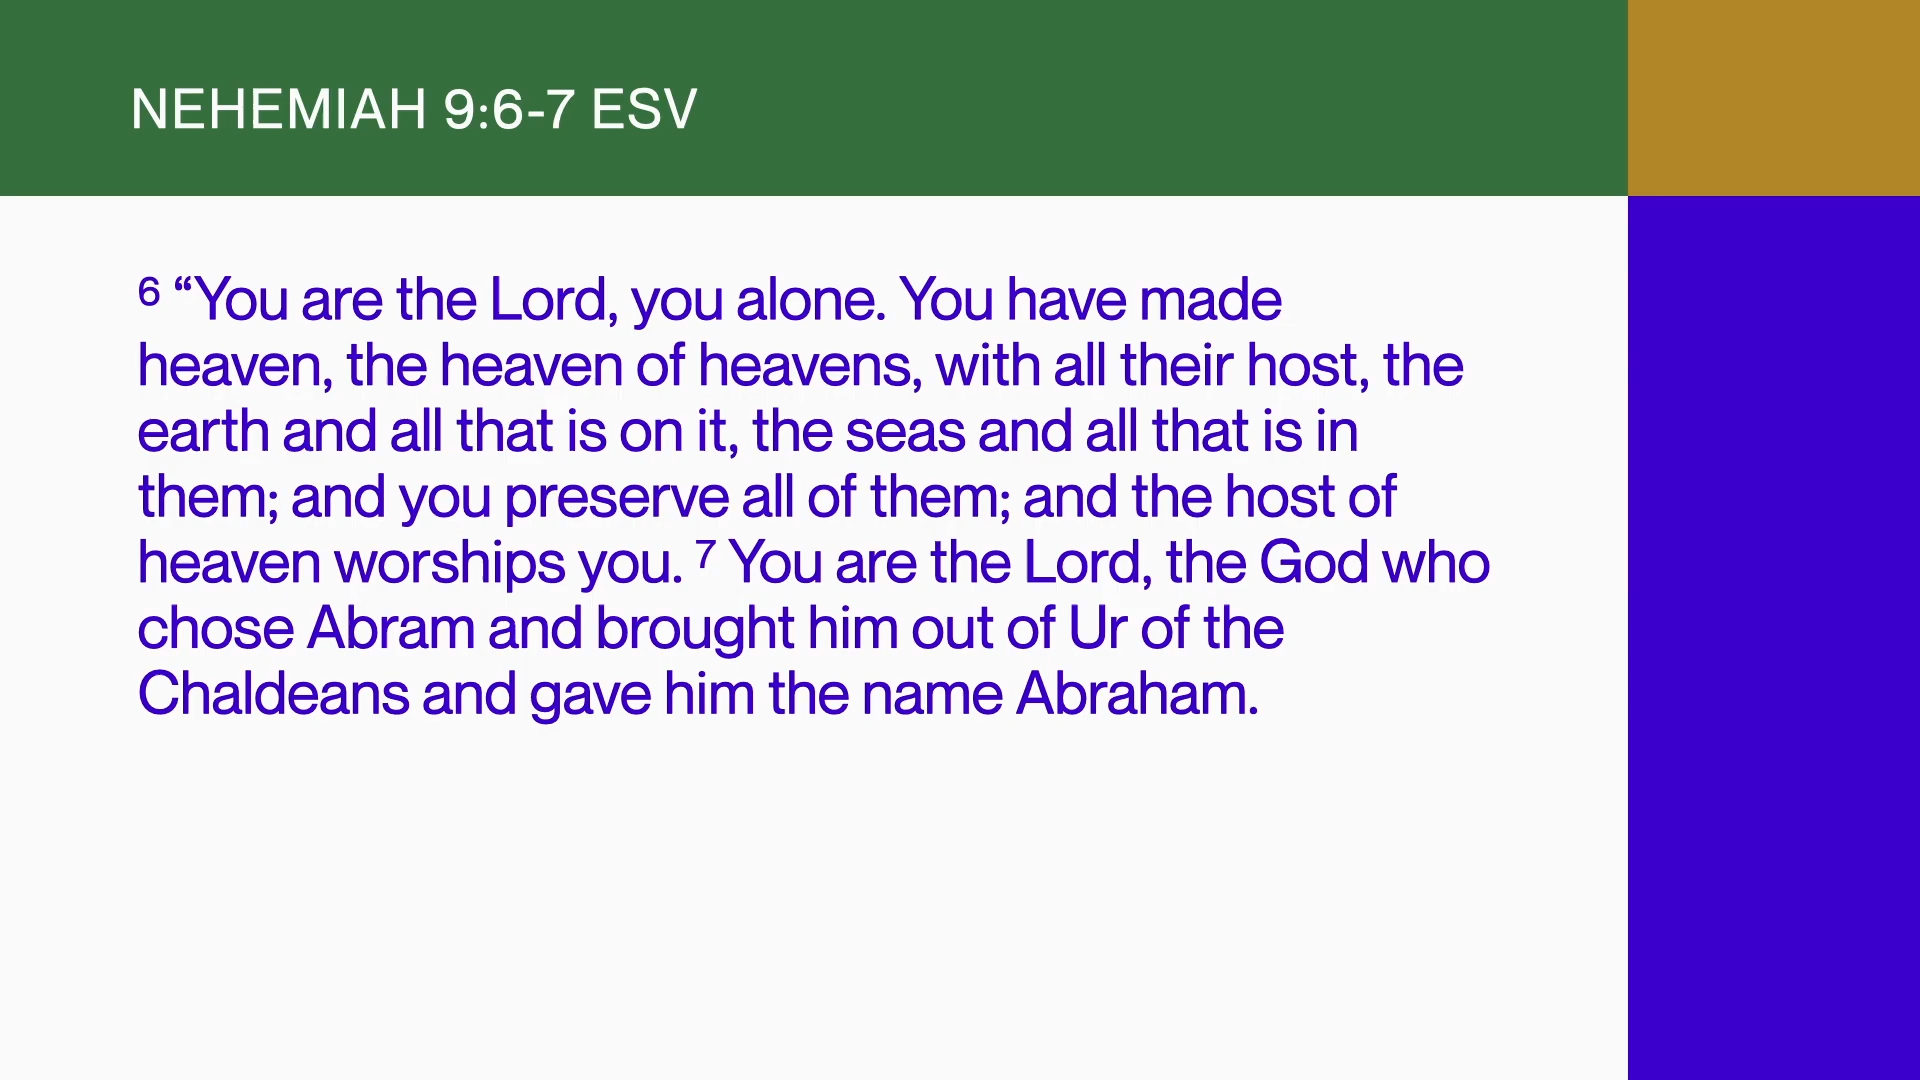 NEHEMIAH 9:6-7 ESV
⁶ “You are the Lord, you alone. You have made
heaven, the heaven of heavens, with all their host, the
earth and all that is on it, the seas and all that is in
them; and you preserve all of them; and the host of
heaven worships you. ⁷ You are the Lord, the God who
chose Abram and brought him out of Ur of the
Chaldeans and gave him the name Abraham.